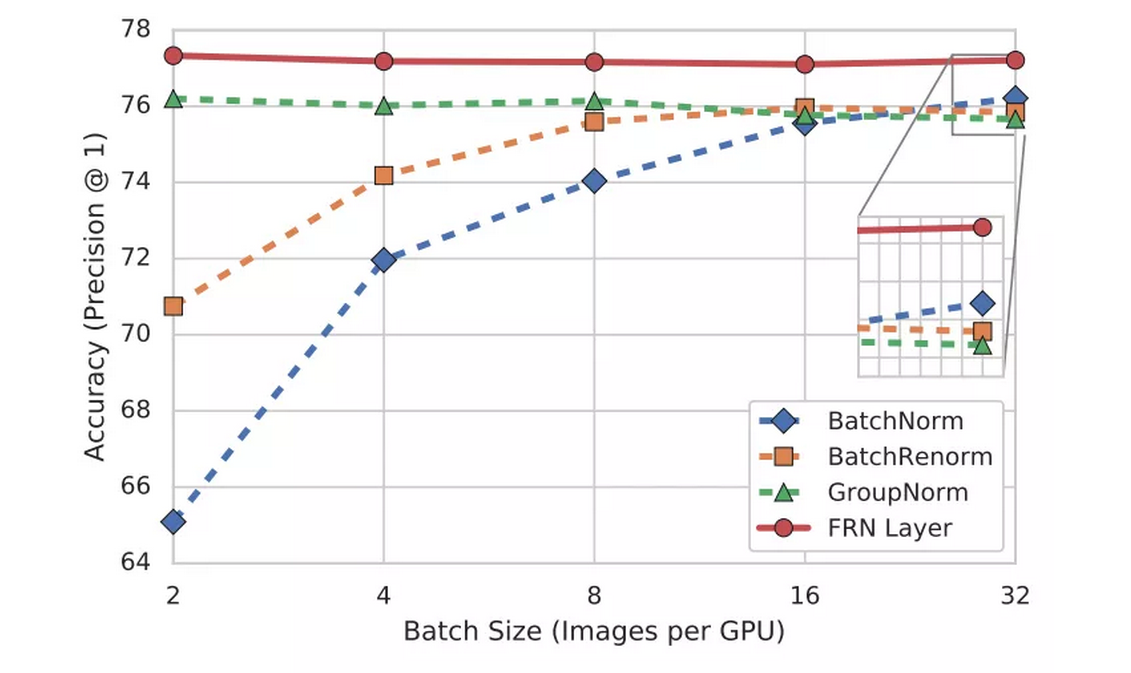 78
76
74
72
70
68
66
64
Accuracy (Precision @ 1)
BatchNorm
BatchRenorm
GroupNorm
FRN Layer
2 4 8 16 32
Batch Size (Images per GPU)